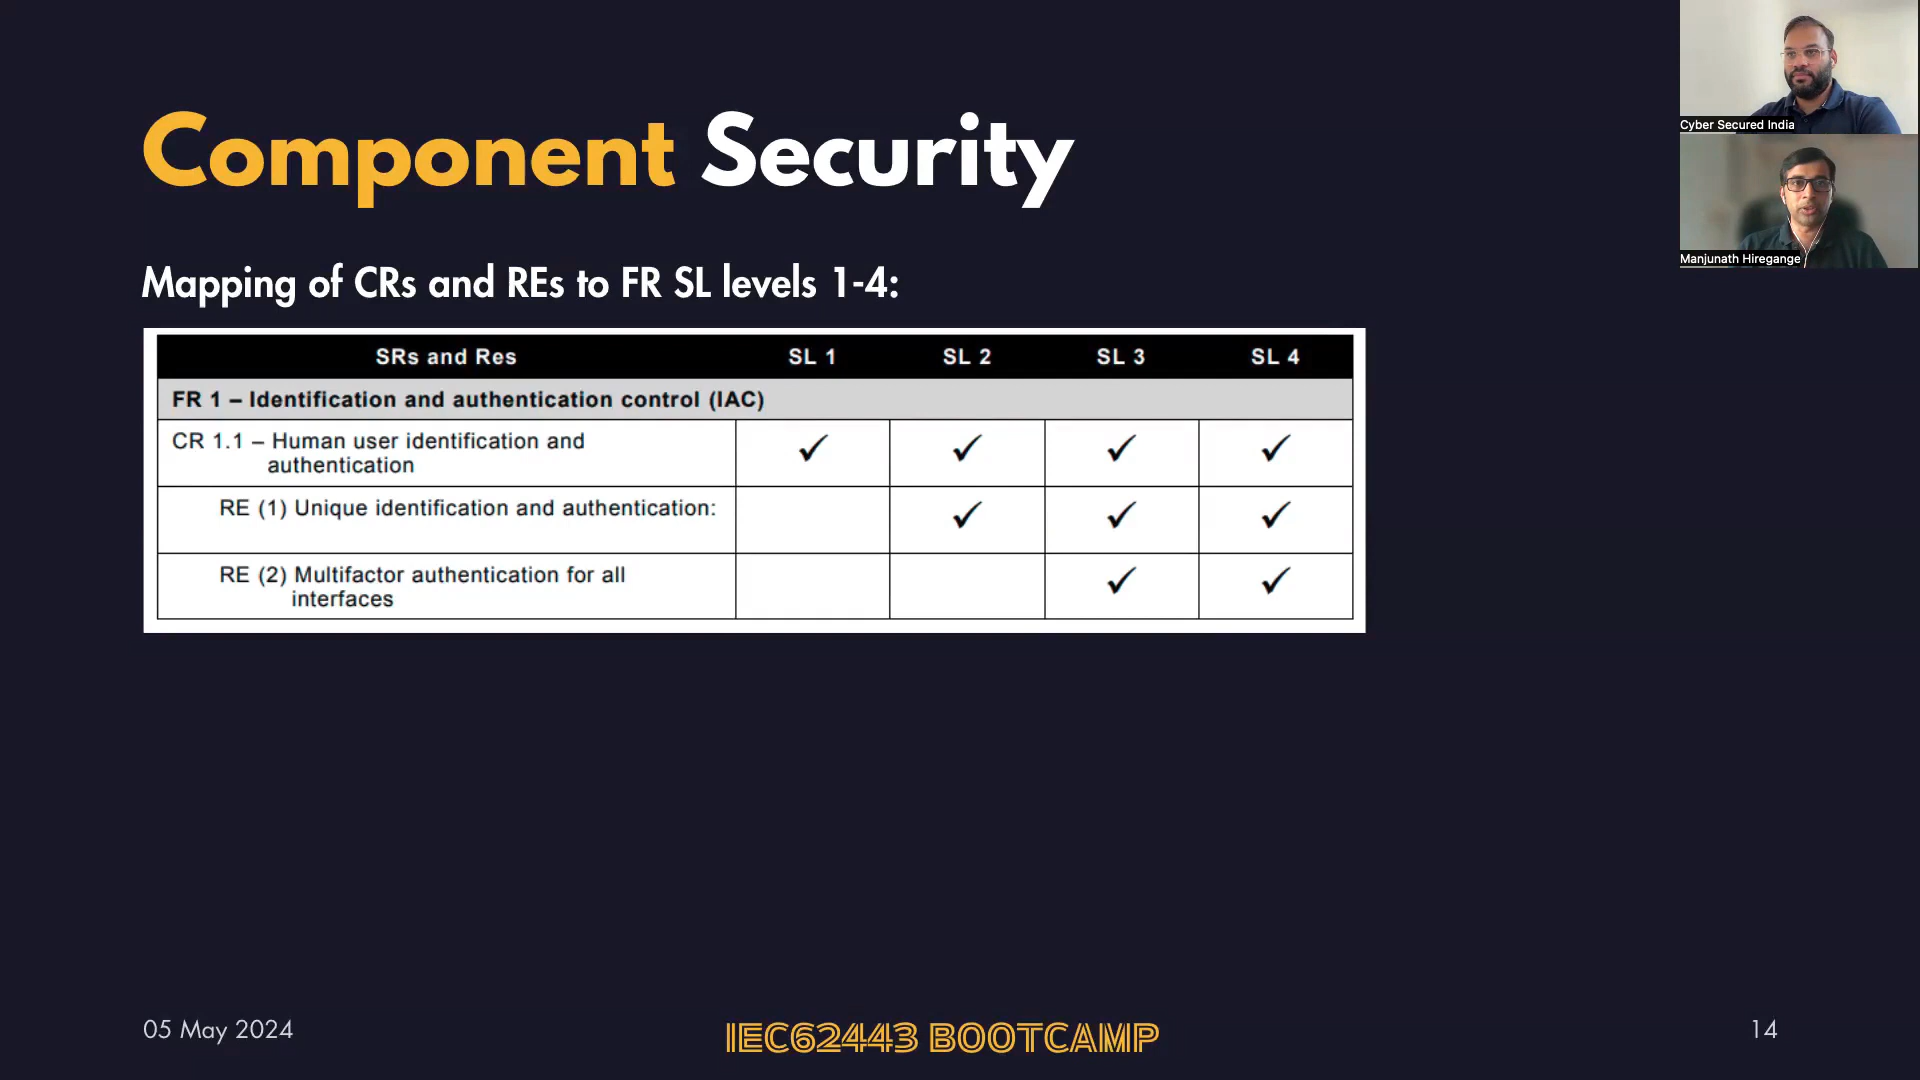 Component Security
Cyber Secured India
Manjunath Hiregange
Mapping of CRs and REs to FR SL levels 1-4:
SRs and Res SL 1 SL 2 SL 3 SL 4
FR 1 – Identification and authentication control (IAC)
CR 1.1 – Human user identification and
authentication
✓ ✓ ✓ ✓
RE (1) Unique identification and authentication:
✓ ✓ ✓
RE (2) Multifactor authentication for all
interfaces
✓ ✓
05 May 2024
IEC62443 BOOTCAMP
14